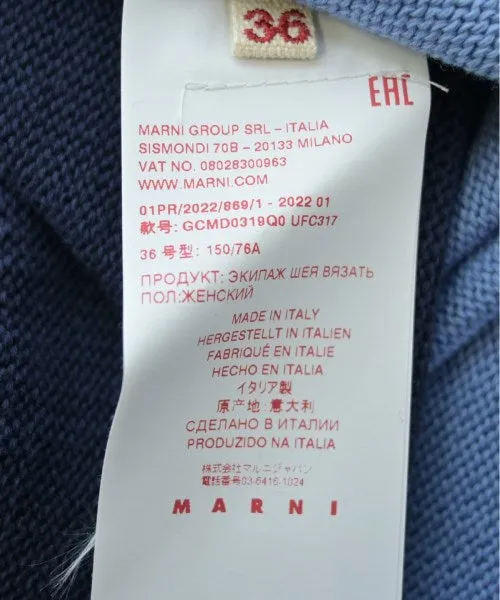 36
EAC
MARNI GROUP SRL – ITALIA
SISMONDI 70B – 20133 MILANO
VAT NO. 08028300963
WWW.MARNI.COM
01PR/2022/869/1 - 2022 01
款号: GCMD0319Q0 UFC317
36 号型: 150/76A
ПРОДУКТ: ЭКИПАЖ ШЕЯ ВЯЗАТЬ
ПОЛ:ЖЕНСКИЙ
MADE IN ITALY
HERGESTELLT IN ITALIEN
FABRIQUÉ EN ITALIE
HECHO EN ITALIA
イタリア製
原产地: 意大利
СДЕЛАНО В ИТАЛИИ
PRODUZIDO NA ITALIA
株式会社マルニジャパン
電話番号03-6416-1024
MARNI